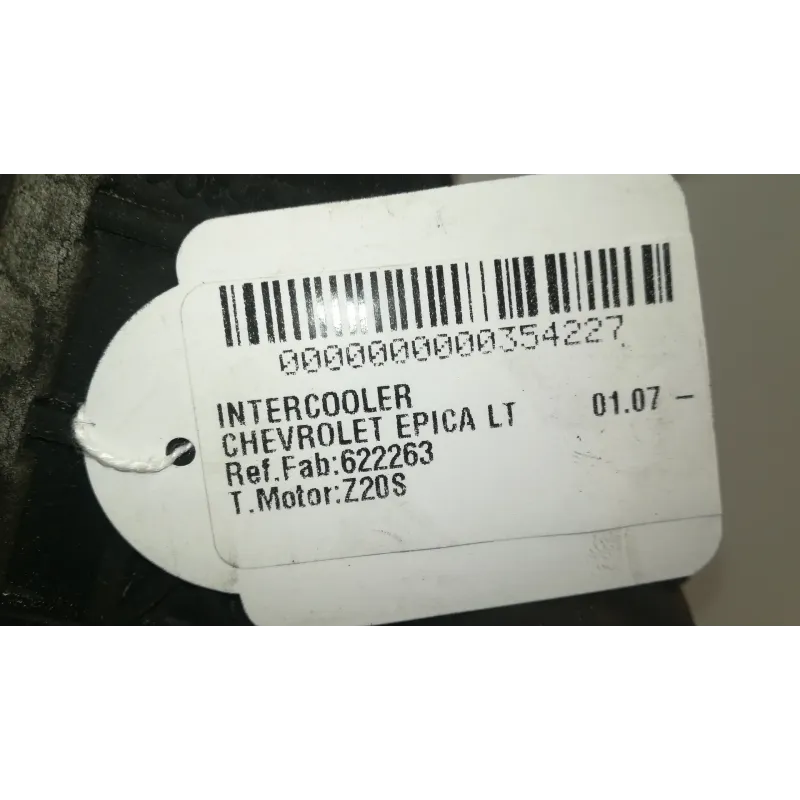 0000000000354227
INTERCOOLER
CHEVROLET EPICA LT 01.07 -
Ref.Fab:622263
T.Motor:Z20S